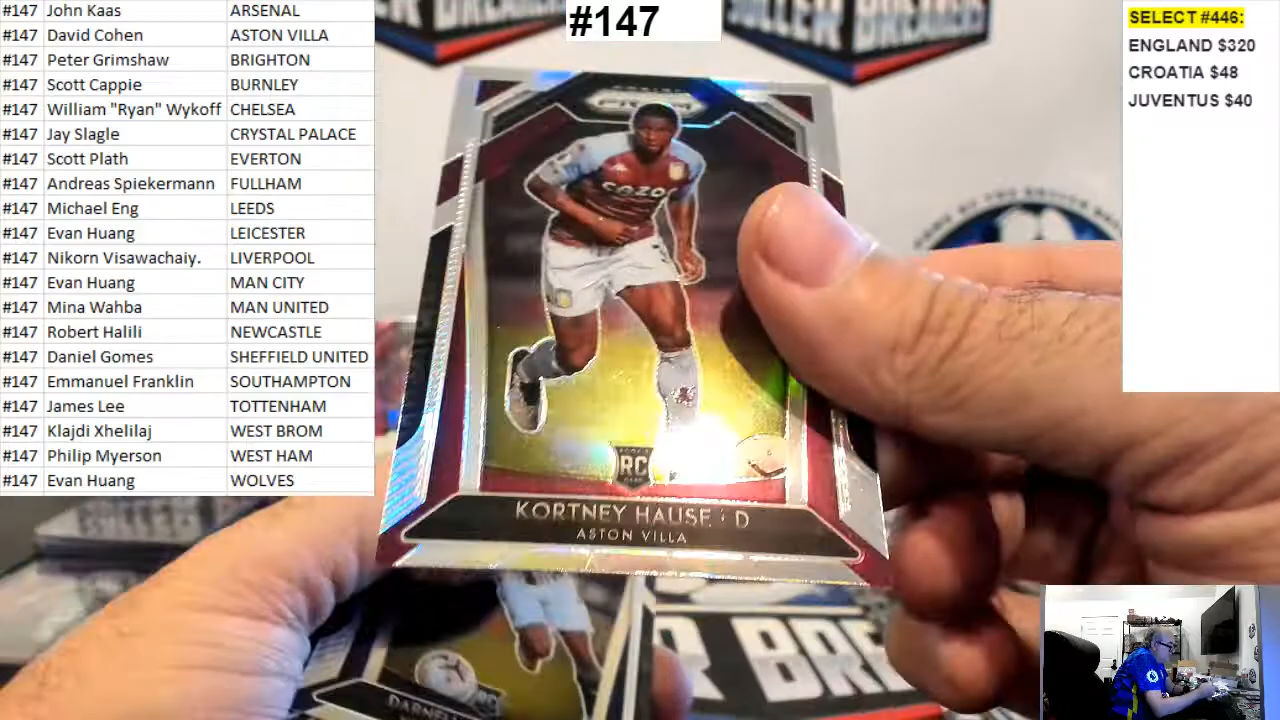 #147 John Kaas ARSENAL
#147 David Cohen ASTON VILLA
#147 Peter Grimshaw BRIGHTON
#147 Scott Cappie BURNLEY
#147 William "Ryan" Wykoff CHELSEA
#147 Jay Slagle CRYSTAL PALACE
#147 Scott Plath EVERTON
#147 Andreas Spiekermann FULLHAM
#147 Michael Eng LEEDS
#147 Evan Huang LEICESTER
#147 Nikorn Visawachaiy. LIVERPOOL
#147 Evan Huang MAN CITY
#147 Mina Wahba MAN UNITED
#147 Robert Halili NEWCASTLE
#147 Daniel Gomes SHEFFIELD UNITED
#147 Emmanuel Franklin SOUTHAMPTON
#147 James Lee TOTTENHAM
#147 Klajdi Xhelilaj WEST BROM
#147 Philip Myerson WEST HAM
#147 Evan Huang WOLVES
#147
SELECT #446:
ENGLAND $320
CROATIA $48
JUVENTUS $40
PRIZM
CAZOO
RC
KORTNEY HAUSE
ASTON VILLA